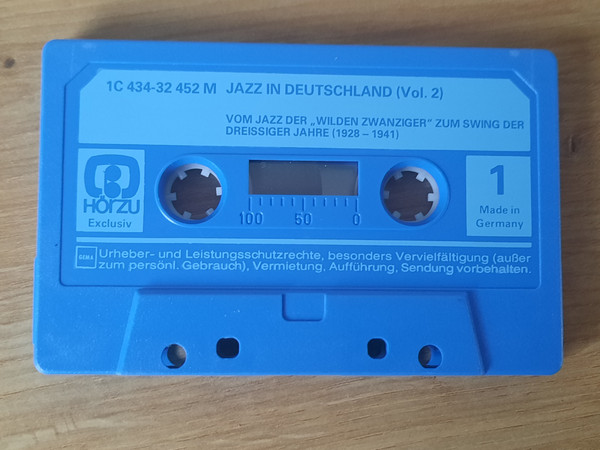 1C 434-32 452 M JAZZ IN DEUTSCHLAND (Vol. 2)
VOM JAZZ DER „WILDEN ZWANZIGER" ZUM SWING DER
DREISSIGER JAHRE (1928 – 1941)
HÖRZU
Exclusiv
100 50 0
1
Made in
Germany
GEMA
Urheber- und Leistungsschutzrechte, besonders Vervielfältigung (außer
zum persönl. Gebrauch), Vermietung, Aufführung, Sendung vorbehalten.